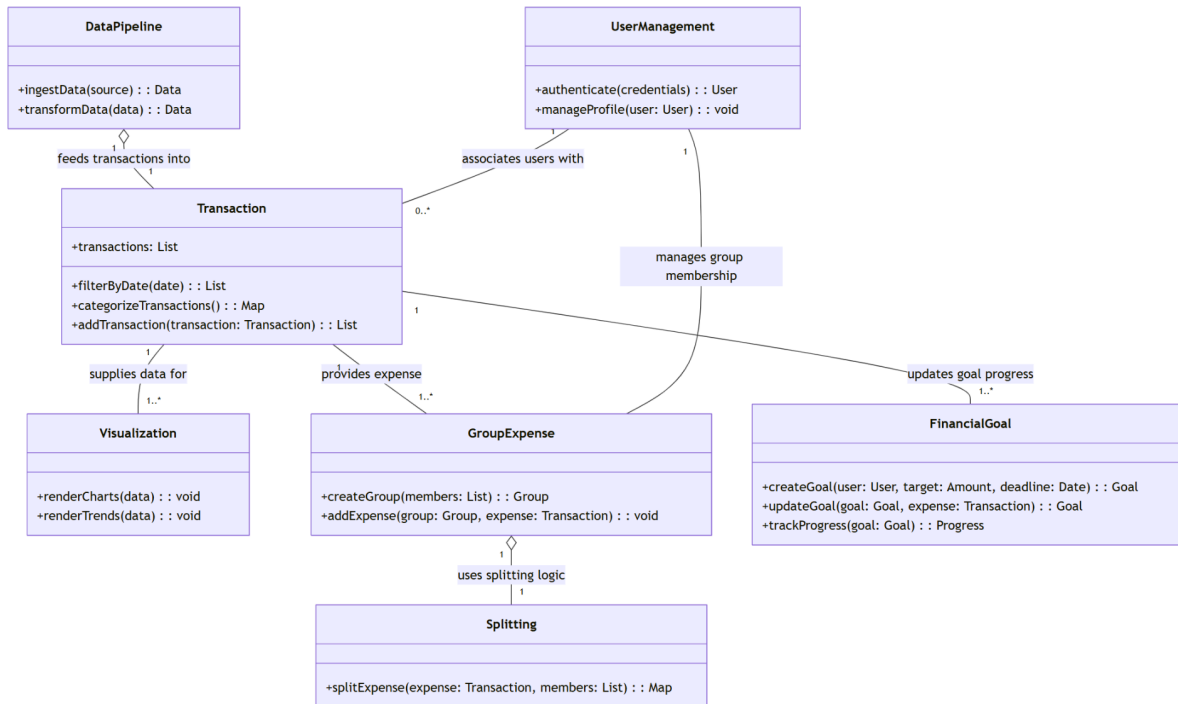 DataPipeline
+ingestData(source) : : Data
+transformData(data) : : Data
UserManagement
+authenticate(credentials) : : User
+manageProfile(user: User) : : void
1
feeds transactions into
1
1
associates users with
0..*
1
manages group
membership
Transaction
+transactions: List
+filterByDate(date) : : List
+categorizeTransactions() : : Map
+addTransaction(transaction: Transaction) : : List
1
supplies data for
1..*
1
provides expense
1..*
1
updates goal progress
1..*
Visualization
+renderCharts(data) : : void
+renderTrends(data) : : void
GroupExpense
+createGroup(members: List) : : Group
+addExpense(group: Group, expense: Transaction) : : void
FinancialGoal
+createGoal(user: User, target: Amount, deadline: Date) : : Goal
+updateGoal(goal: Goal, expense: Transaction) : : Goal
+trackProgress(goal: Goal) : : Progress
1
uses splitting logic
1
Splitting
+splitExpense(expense: Transaction, members: List) : : Map